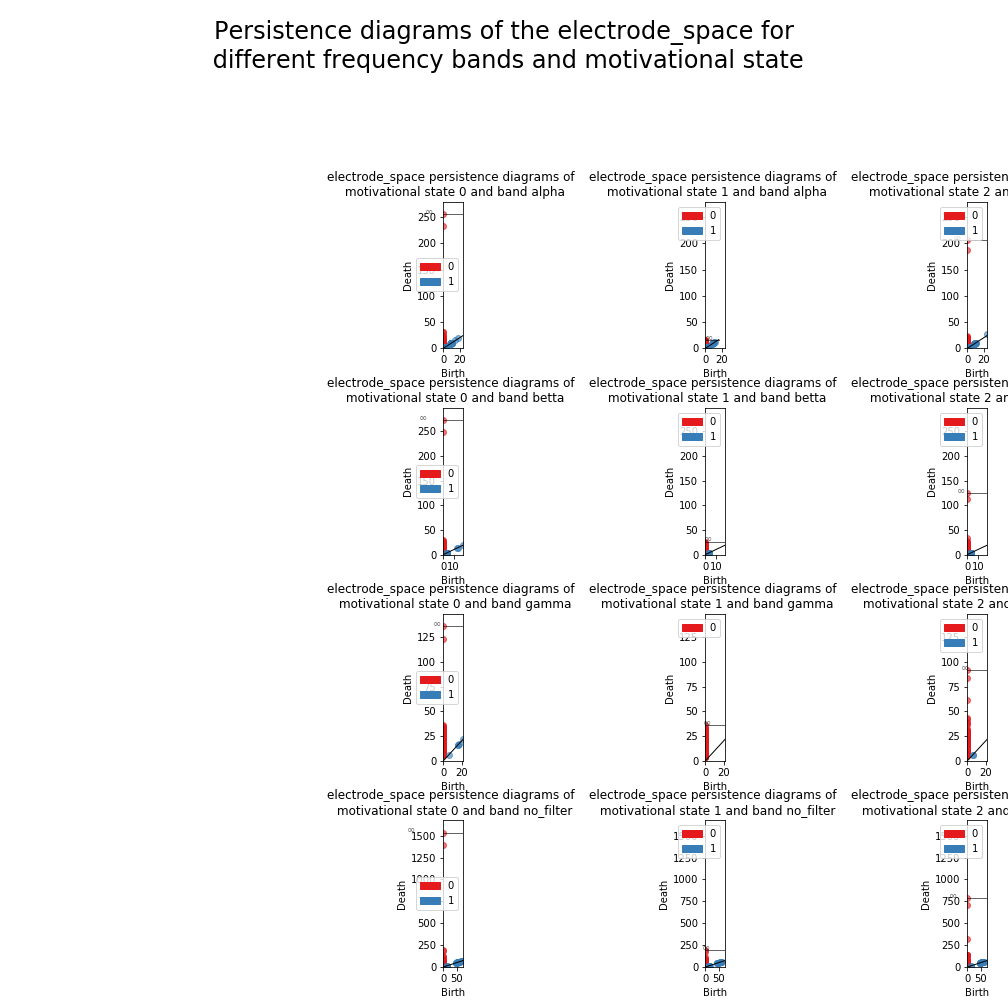 Persistence diagrams of the electrode_space for
different frequency bands and motivational state
electrode_space persistence diagrams of
motivational state 0 and band alpha
electrode_space persistence diagrams of
motivational state 1 and band alpha
electrode_space persisten
motivational state 2 an
∞
250
200
100
50
0
Death
0
1
0 20
Birth
200
150
100
50
0
Death
0
1
∞
0 20
Birth
200
150
100
50
0
Death
0
1
0 20
Birth
electrode_space persistence diagrams of
motivational state 0 and band betta
electrode_space persistence diagrams of
motivational state 1 and band betta
electrode_space persisten
motivational state 2 an
∞
250
200
150
100
50
0
Death
0
1
0 10
Birth
250
200
150
100
50
0
Death
0
1
∞
0 10
Birth
250
200
150
100
50
0
Death
0
1
∞
0 10
Birth
electrode_space persistence diagrams of
motivational state 0 and band gamma
electrode_space persistence diagrams of
motivational state 1 and band gamma
electrode_space persisten
motivational state 2 and
∞
125
100
75
50
25
0
Death
0
1
0 20
Birth
125
100
75
50
25
0
Death
0
∞
0 20
Birth
125
100
75
50
25
0
Death
0
1
∞
0 20
Birth
electrode_space persistence diagrams of
motivational state 0 and band no_filter
electrode_space persistence diagrams of
motivational state 1 and band no_filter
electrode_space persisten
motivational state 2 and
∞
1500
1250
1000
500
250
0
Death
0
1
0 50
Birth
1250
1000
750
500
250
0
Death
0
1
∞
0 50
Birth
1250
1000
750
500
250
0
Death
0
1
∞
0 50
Birth